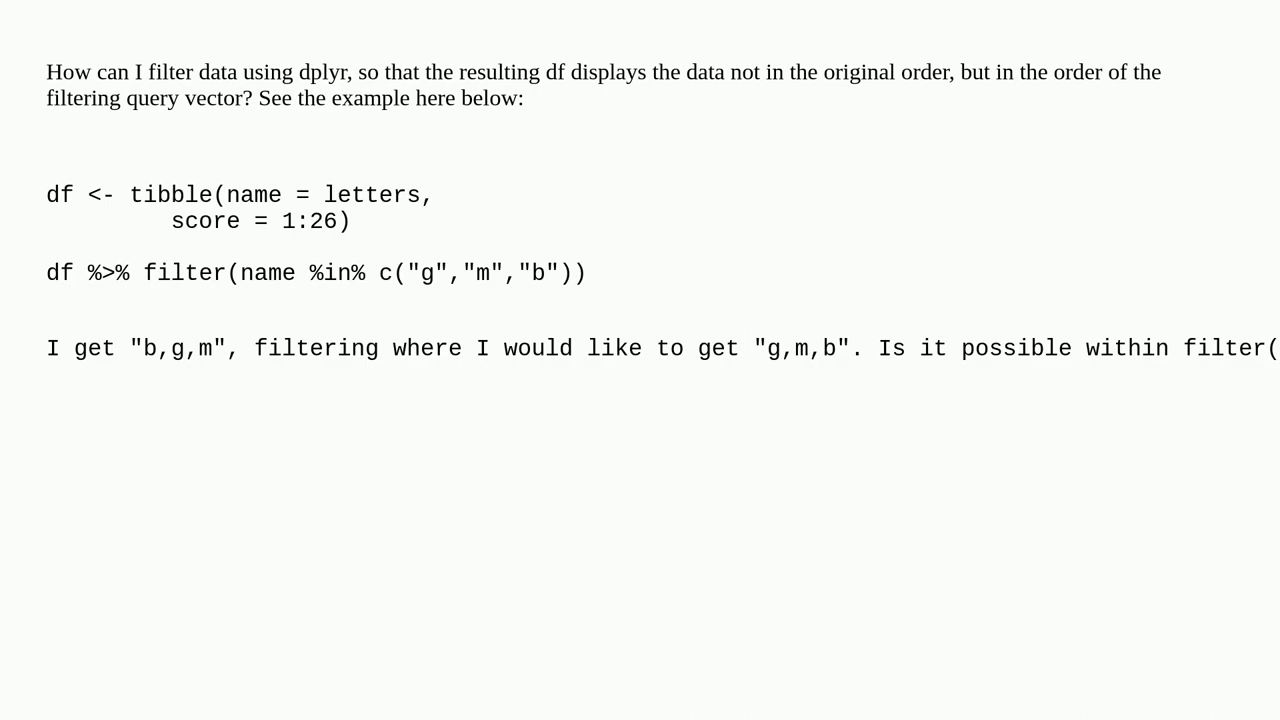 How can I filter data using dplyr, so that the resulting df displays the data not in the original order, but in the order of the
filtering query vector? See the example here below:
df <- tibble(name = letters,
         score = 1:26)
df %>% filter(name %in% c("g","m","b"))
I get "b,g,m", filtering where I would like to get "g,m,b". Is it possible within filter(